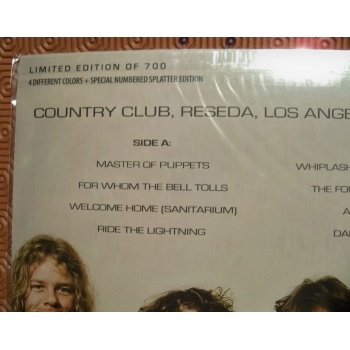 LIMITED EDITION OF 700
4 DIFFERENT COLORS + SPECIAL NUMBERED SPLATTER EDITION
COUNTRY CLUB, RESEDA, LOS ANGE
SIDE A:
MASTER OF PUPPETS
FOR WHOM THE BELL TOLLS
WELCOME HOME (SANITARIUM)
RIDE THE LIGHTNING
WHIPLASH
THE FO
A
DA